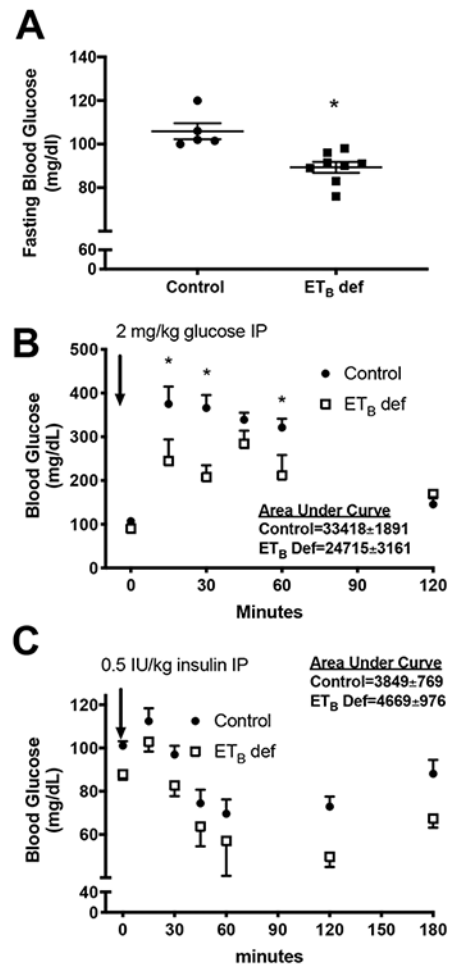 A
Fasting Blood Glucose
(mg/dl)
140
120
100
80
60
0
*
Control
ETB def
B
2 mg/kg glucose IP
Blood Glucose
(mg/dL)
500
400
300
200
100
0
* * *
Control
ETB def
Area Under Curve
Control=33418±1891
ETB Def=24715±3161
0 30 60 90 120
Minutes
C
0.5 IU/kg insulin IP
Area Under Curve
Control=3849±769
ETB Def=4669±976
Control
ETB def
Blood Glucose
(mg/dL)
120
100
80
60
40
0
0 30 60 90 120 150 180
minutes